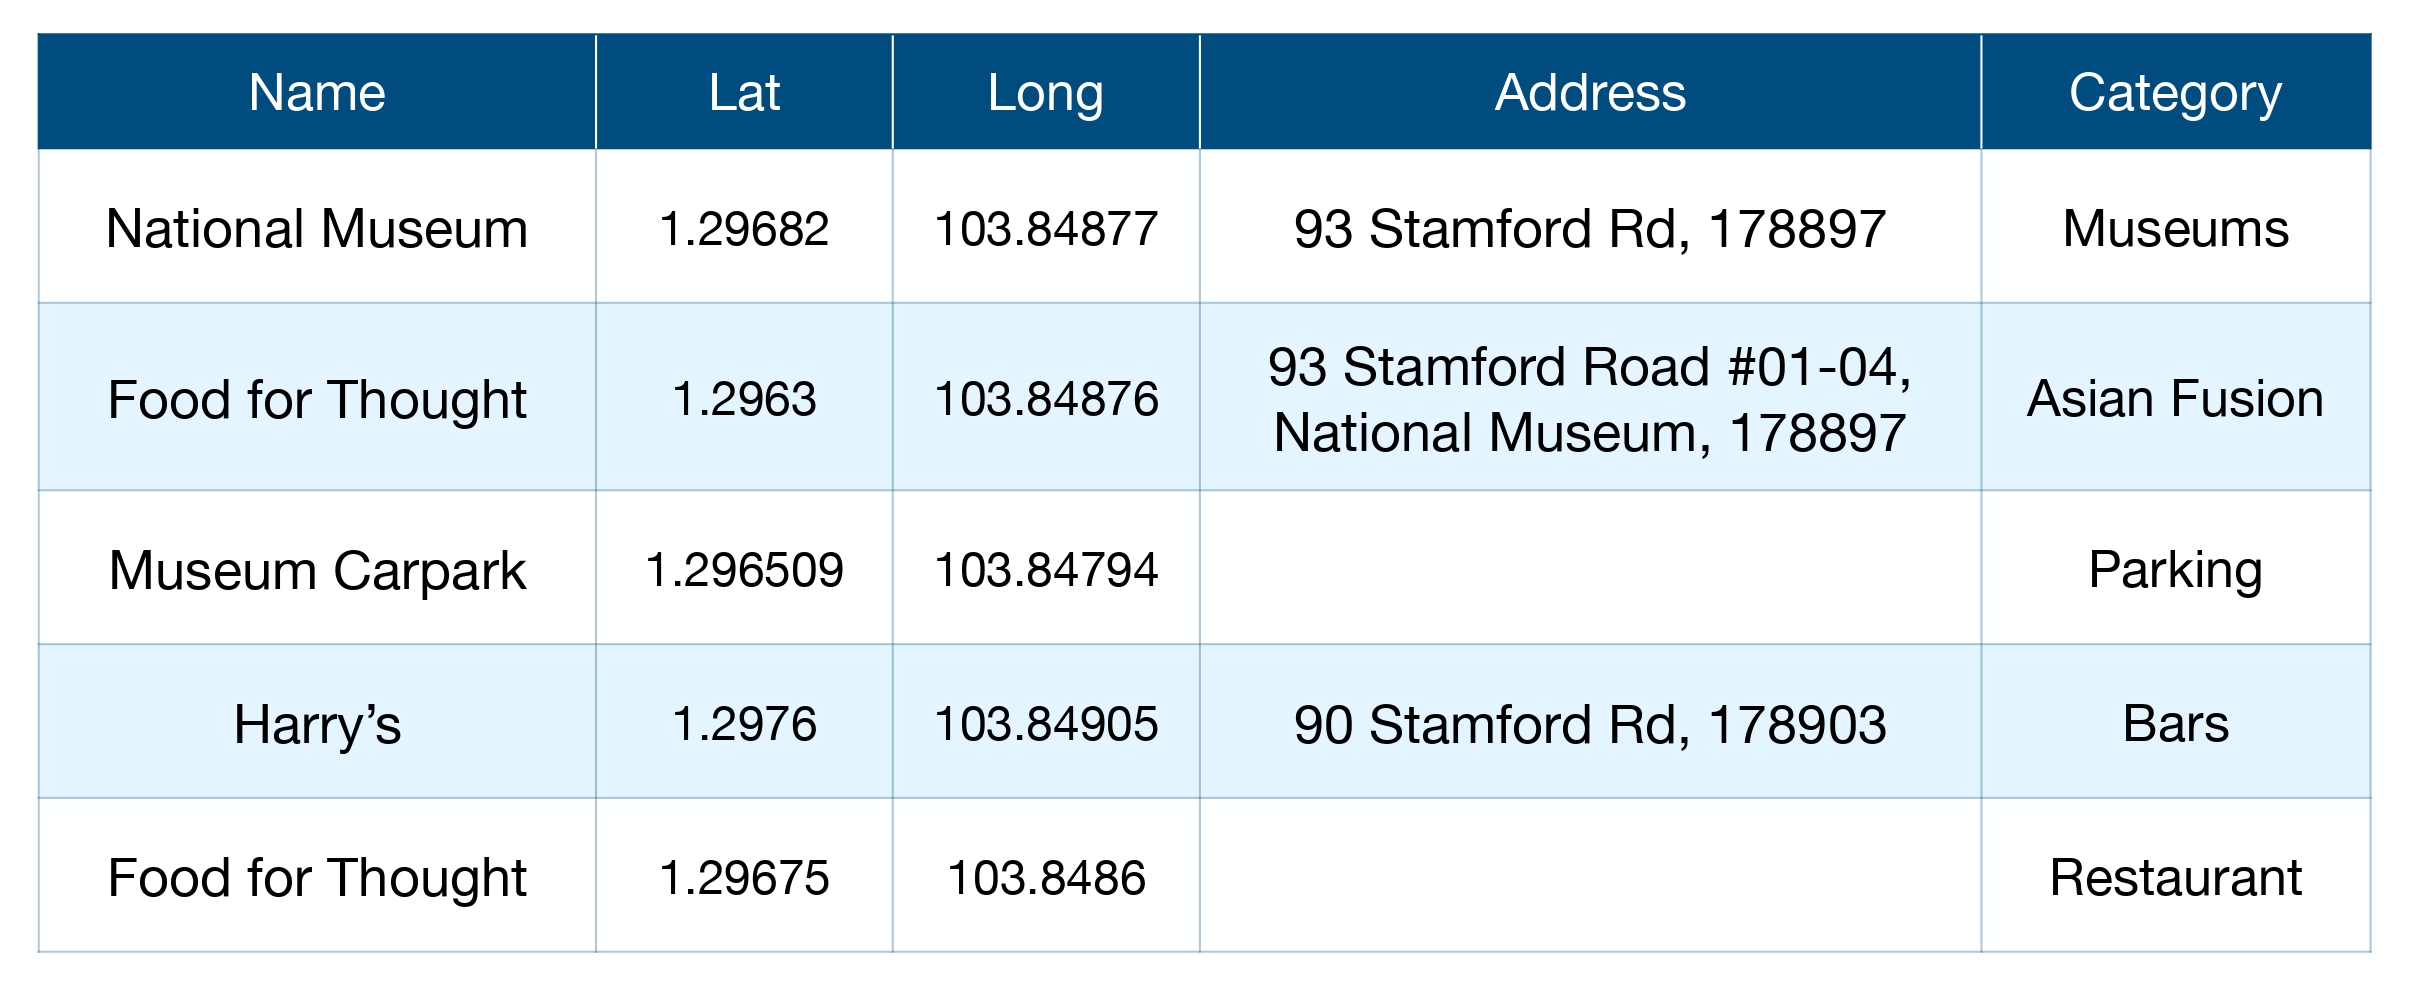 Name Lat Long Address Category
National Museum 1.29682 103.84877 93 Stamford Rd, 178897 Museums
Food for Thought 1.2963 103.84876 93 Stamford Road #01-04,
National Museum, 178897 Asian Fusion
Museum Carpark 1.296509 103.84794 Parking
Harry’s 1.2976 103.84905 90 Stamford Rd, 178903 Bars
Food for Thought 1.29675 103.8486 Restaurant